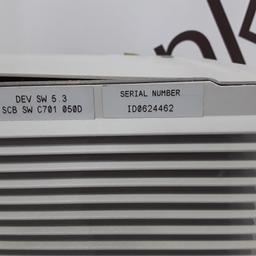 DEV SW 5.3
SCB SW C701 050D
SERIAL NUMBER
ID0624462